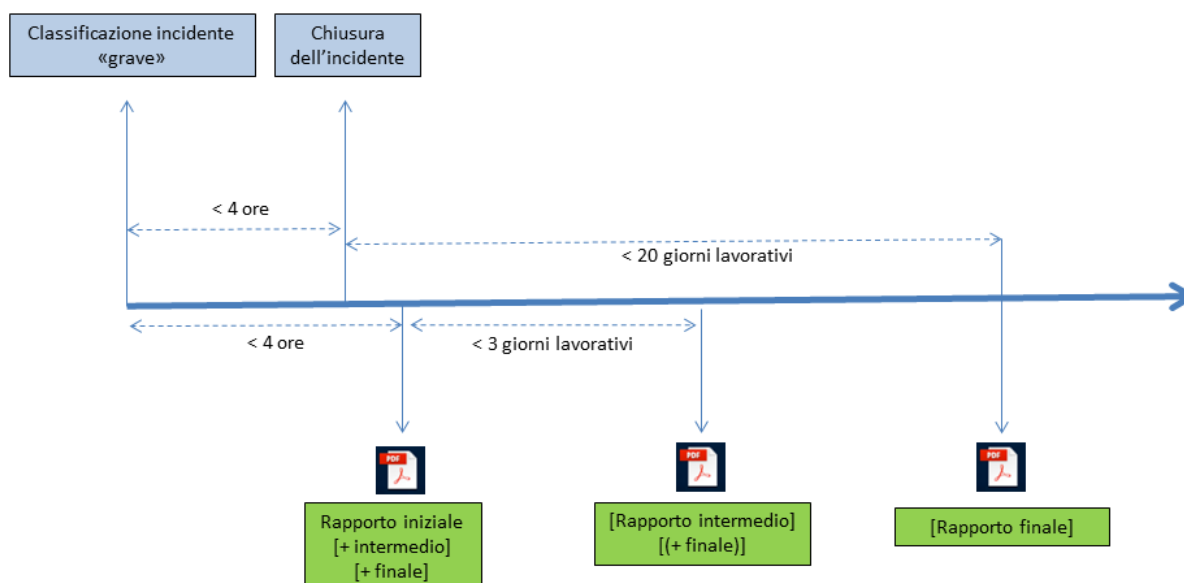 Classificazione incidente
«grave»
Chiusura
dell'incidente
< 4 ore
< 20 giorni lavorativi
< 4 ore
< 3 giorni lavorativi
PDF
PDF
PDF
Rapporto iniziale
[+ intermedio]
[+ finale]
[Rapporto intermedio]
[(+ finale)]
[Rapporto finale]